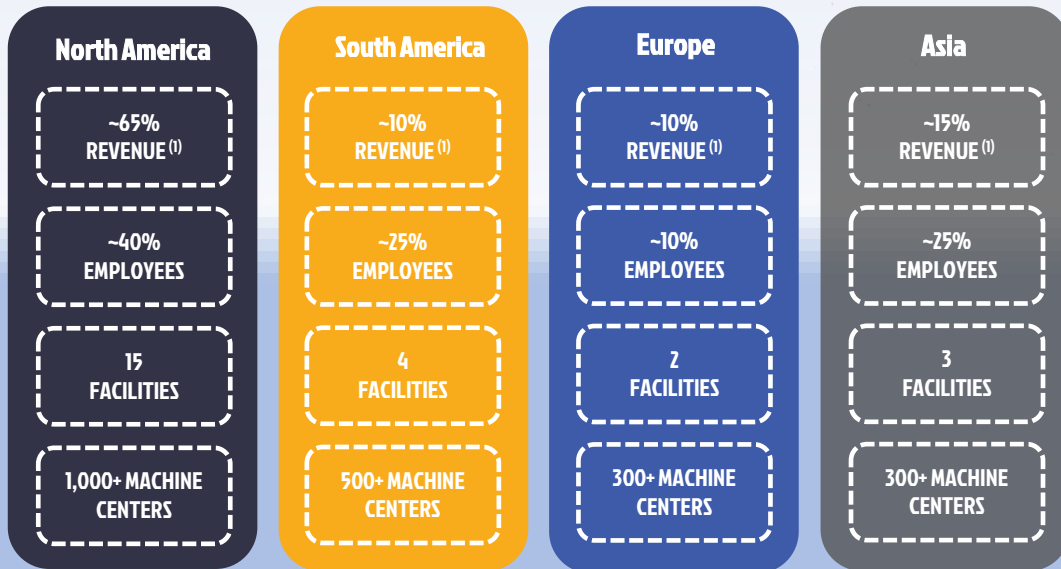 North America
~65%
REVENUE (1)
~40%
EMPLOYEES
15
FACILITIES
1,000+ MACHINE
CENTERS
South America
~10%
REVENUE (1)
~25%
EMPLOYEES
4
FACILITIES
500+ MACHINE
CENTERS
Europe
~10%
REVENUE (1)
~10%
EMPLOYEES
2
FACILITIES
300+ MACHINE
CENTERS
Asia
~15%
REVENUE (1)
~25%
EMPLOYEES
3
FACILITIES
300+ MACHINE
CENTERS